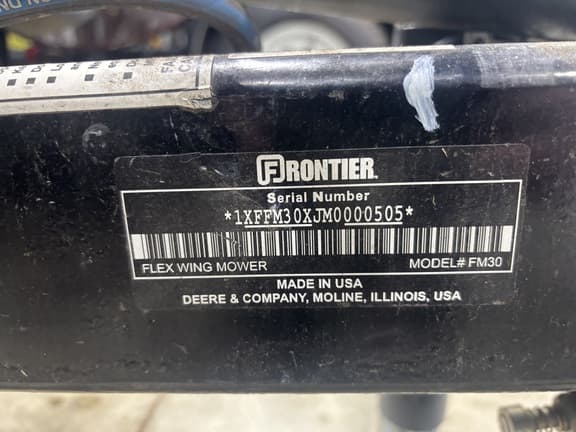 FRONTIER
Serial Number
*1XFFM30XJM0000505*
FLEX WING MOWER
MODEL# FM30
MADE IN USA
DEERE & COMPANY, MOLINE, ILLINOIS, USA